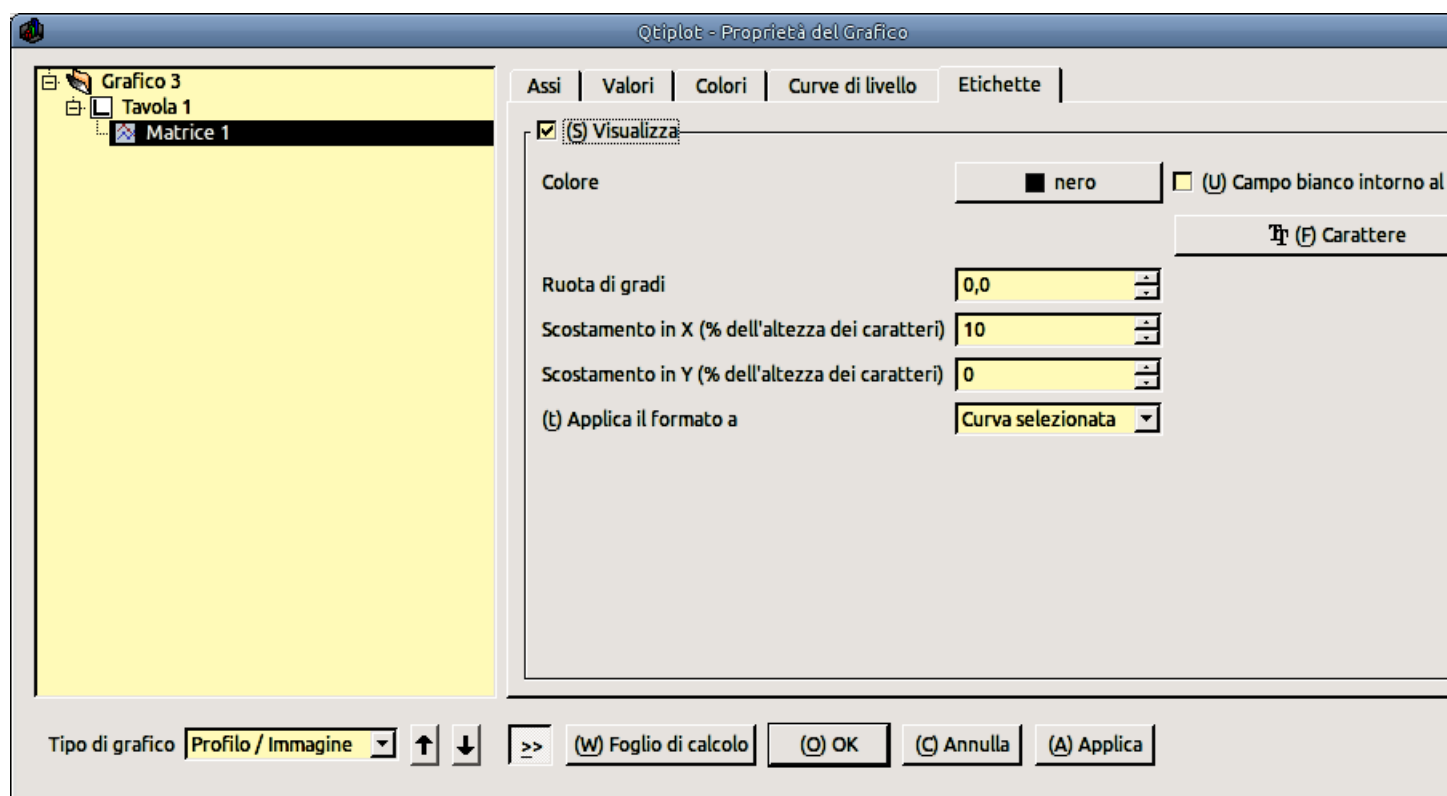 Qtiplot - Proprietà del Grafico
Grafico 3
Tavola 1
Matrice 1
Assi Valori Colori Curve di livello Etichette
(S) Visualizza
Colore nero (U) Campo bianco intorno al
(F) Carattere
Ruota di gradi 0,0
Scostamento in X (% dell'altezza dei caratteri) 10
Scostamento in Y (% dell'altezza dei caratteri) 0
(t) Applica il formato a Curva selezionata
Tipo di grafico Profilo / Immagine >> (W) Foglio di calcolo (O) OK (C) Annulla (A) Applica